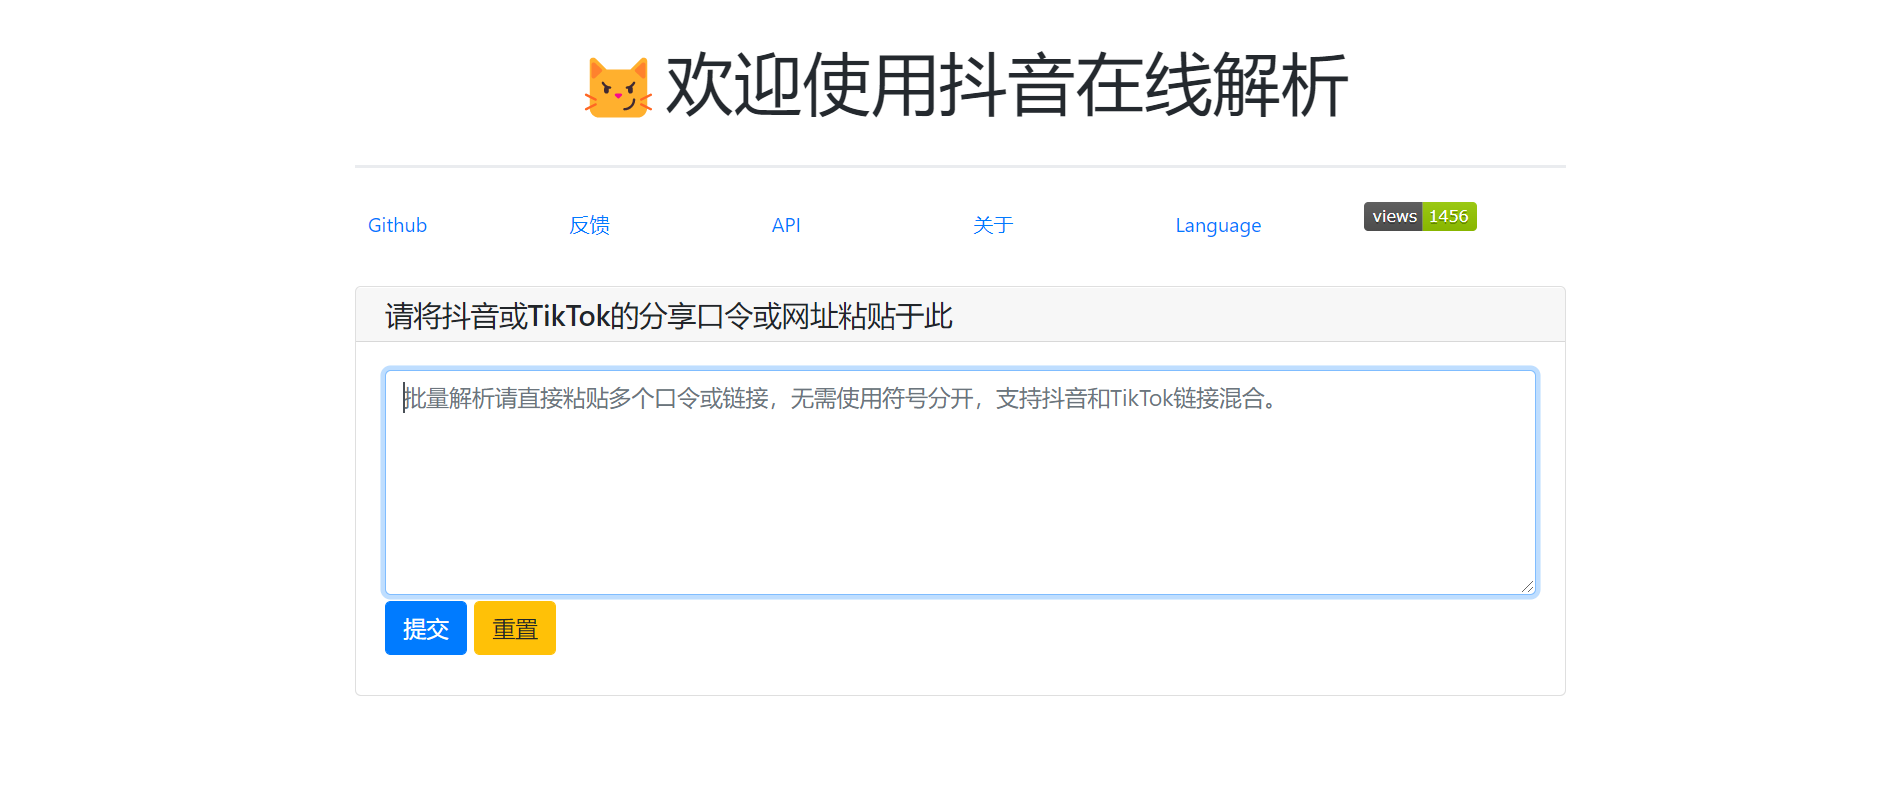 欢迎使用抖音在线解析
Github 反馈 API 关于 Language views 1456
请将抖音或TikTok的分享口令或网址粘贴于此
批量解析请直接粘贴多个口令或链接，无需使用符号分开，支持抖音和TikTok链接混合。
提交 重置